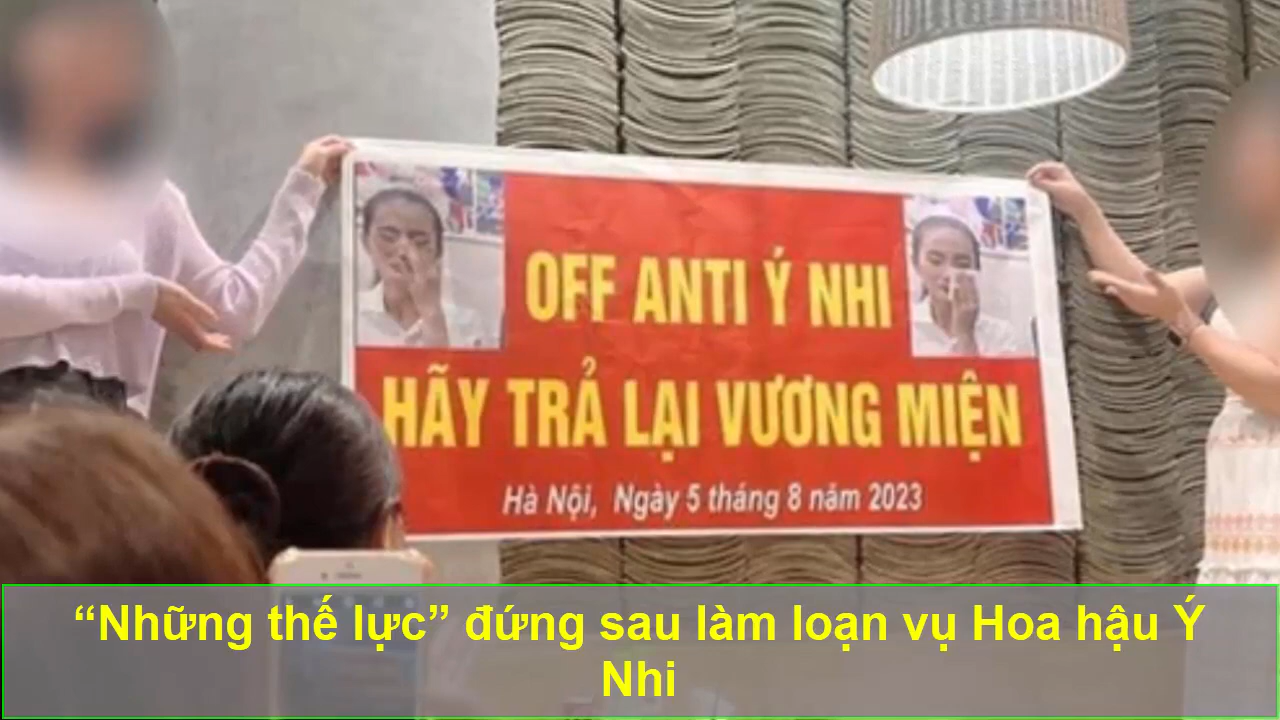 OFF ANTI Ý NHI
HÃY TRẢ LẠI VƯƠNG MIỆN
Hà Nội, Ngày 5 tháng 8 năm 2023
“Những thế lực” đứng sau làm loạn vụ Hoa hậu Ý
Nhi